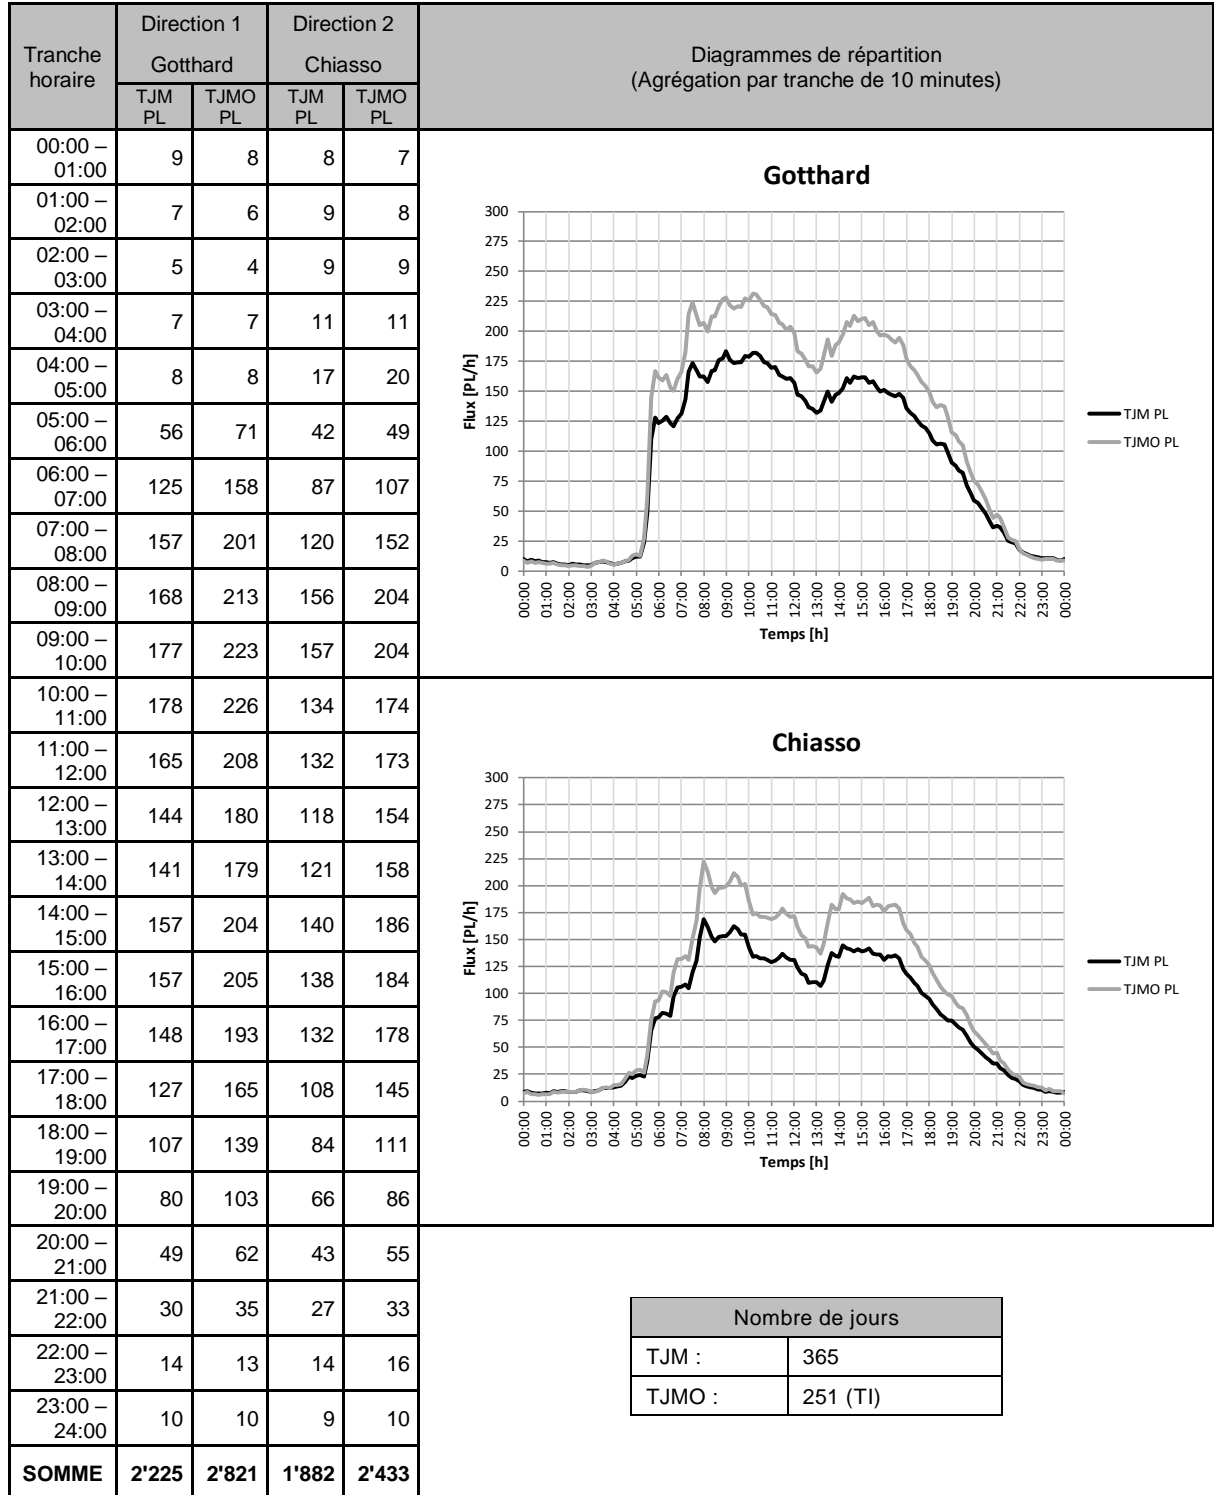 Tranche horaire
Direction 1
Gotthard
Direction 2
Chiasso
Diagrammes de répartition
(Agrégation par tranche de 10 minutes)
TJM PL
TJMO PL
TJM PL
TJMO PL
00:00 – 01:00 9 8 8 7
01:00 – 02:00 7 6 9 8
02:00 – 03:00 5 4 9 9
03:00 – 04:00 7 7 11 11
04:00 – 05:00 8 8 17 20
05:00 – 06:00 56 71 42 49
06:00 – 07:00 125 158 87 107
07:00 – 08:00 157 201 120 152
08:00 – 09:00 168 213 156 204
09:00 – 10:00 177 223 157 204
10:00 – 11:00 178 226 134 174
11:00 – 12:00 165 208 132 173
12:00 – 13:00 144 180 118 154
13:00 – 14:00 141 179 121 158
14:00 – 15:00 157 204 140 186
15:00 – 16:00 157 205 138 184
16:00 – 17:00 148 193 132 178
17:00 – 18:00 127 165 108 145
18:00 – 19:00 107 139 84 111
19:00 – 20:00 80 103 66 86
20:00 – 21:00 49 62 43 55
21:00 – 22:00 30 35 27 33
22:00 – 23:00 14 13 14 16
23:00 – 24:00 10 10 9 10
SOMME 2'225 2'821 1'882 2'433
Gotthard
300
275
250
225
200
175
150
125
100
75
50
25
0
Flux [PL/h]
00:00 01:00 02:00 03:00 04:00 05:00 06:00 07:00 08:00 09:00 10:00 11:00 12:00 13:00 14:00 15:00 16:00 17:00 18:00 19:00 20:00 21:00 22:00 23:00 00:00
Temps [h]
TJM PL
TJMO PL
Chiasso
300
275
250
225
200
175
150
125
100
75
50
25
0
Flux [PL/h]
00:00 01:00 02:00 03:00 04:00 05:00 06:00 07:00 08:00 09:00 10:00 11:00 12:00 13:00 14:00 15:00 16:00 17:00 18:00 19:00 20:00 21:00 22:00 23:00 00:00
Temps [h]
TJM PL
TJMO PL
Nombre de jours
TJM : 365
TJMO : 251 (TI)